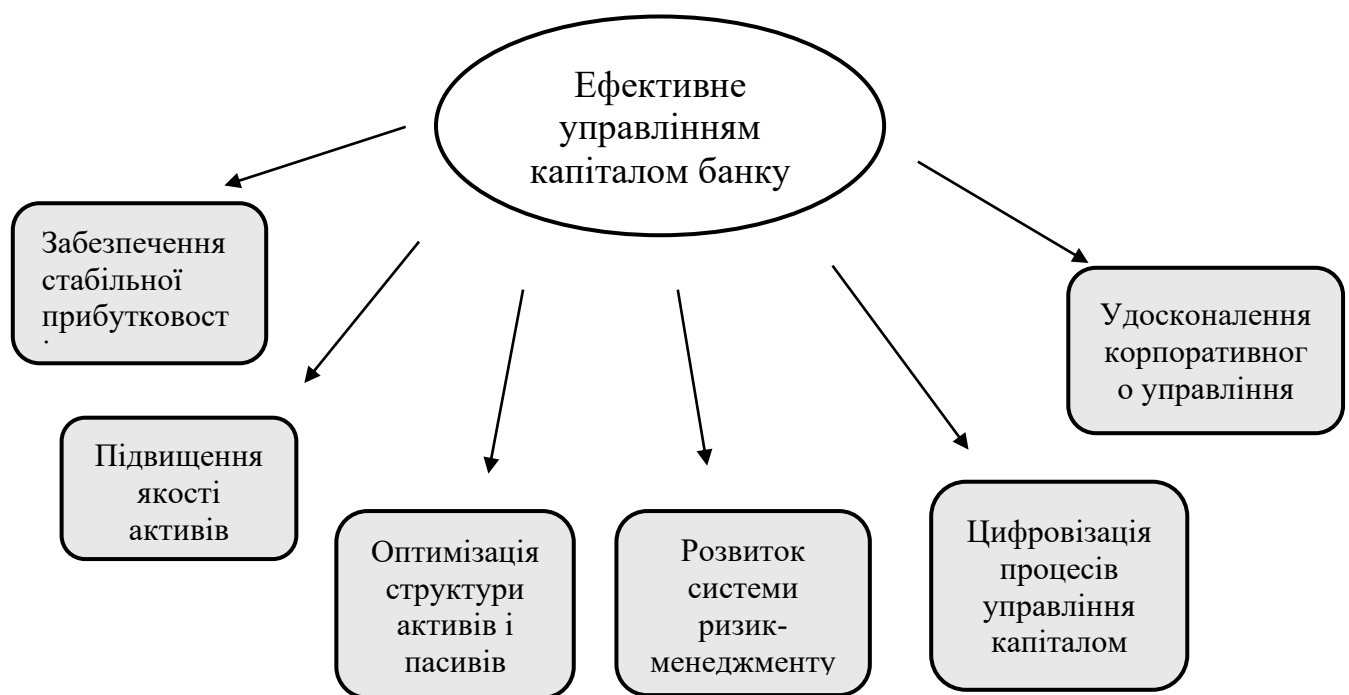 Ефективне
управлінням
капіталом банку
Забезпечення
стабільної
прибутковост
і
Підвищення
якості
активів
Оптимізація
структури
активів і
пасивів
Розвиток
системи
ризик-
менеджменту
Цифровізація
процесів
управління
капіталом
Удосконалення
корпоративног
о управління